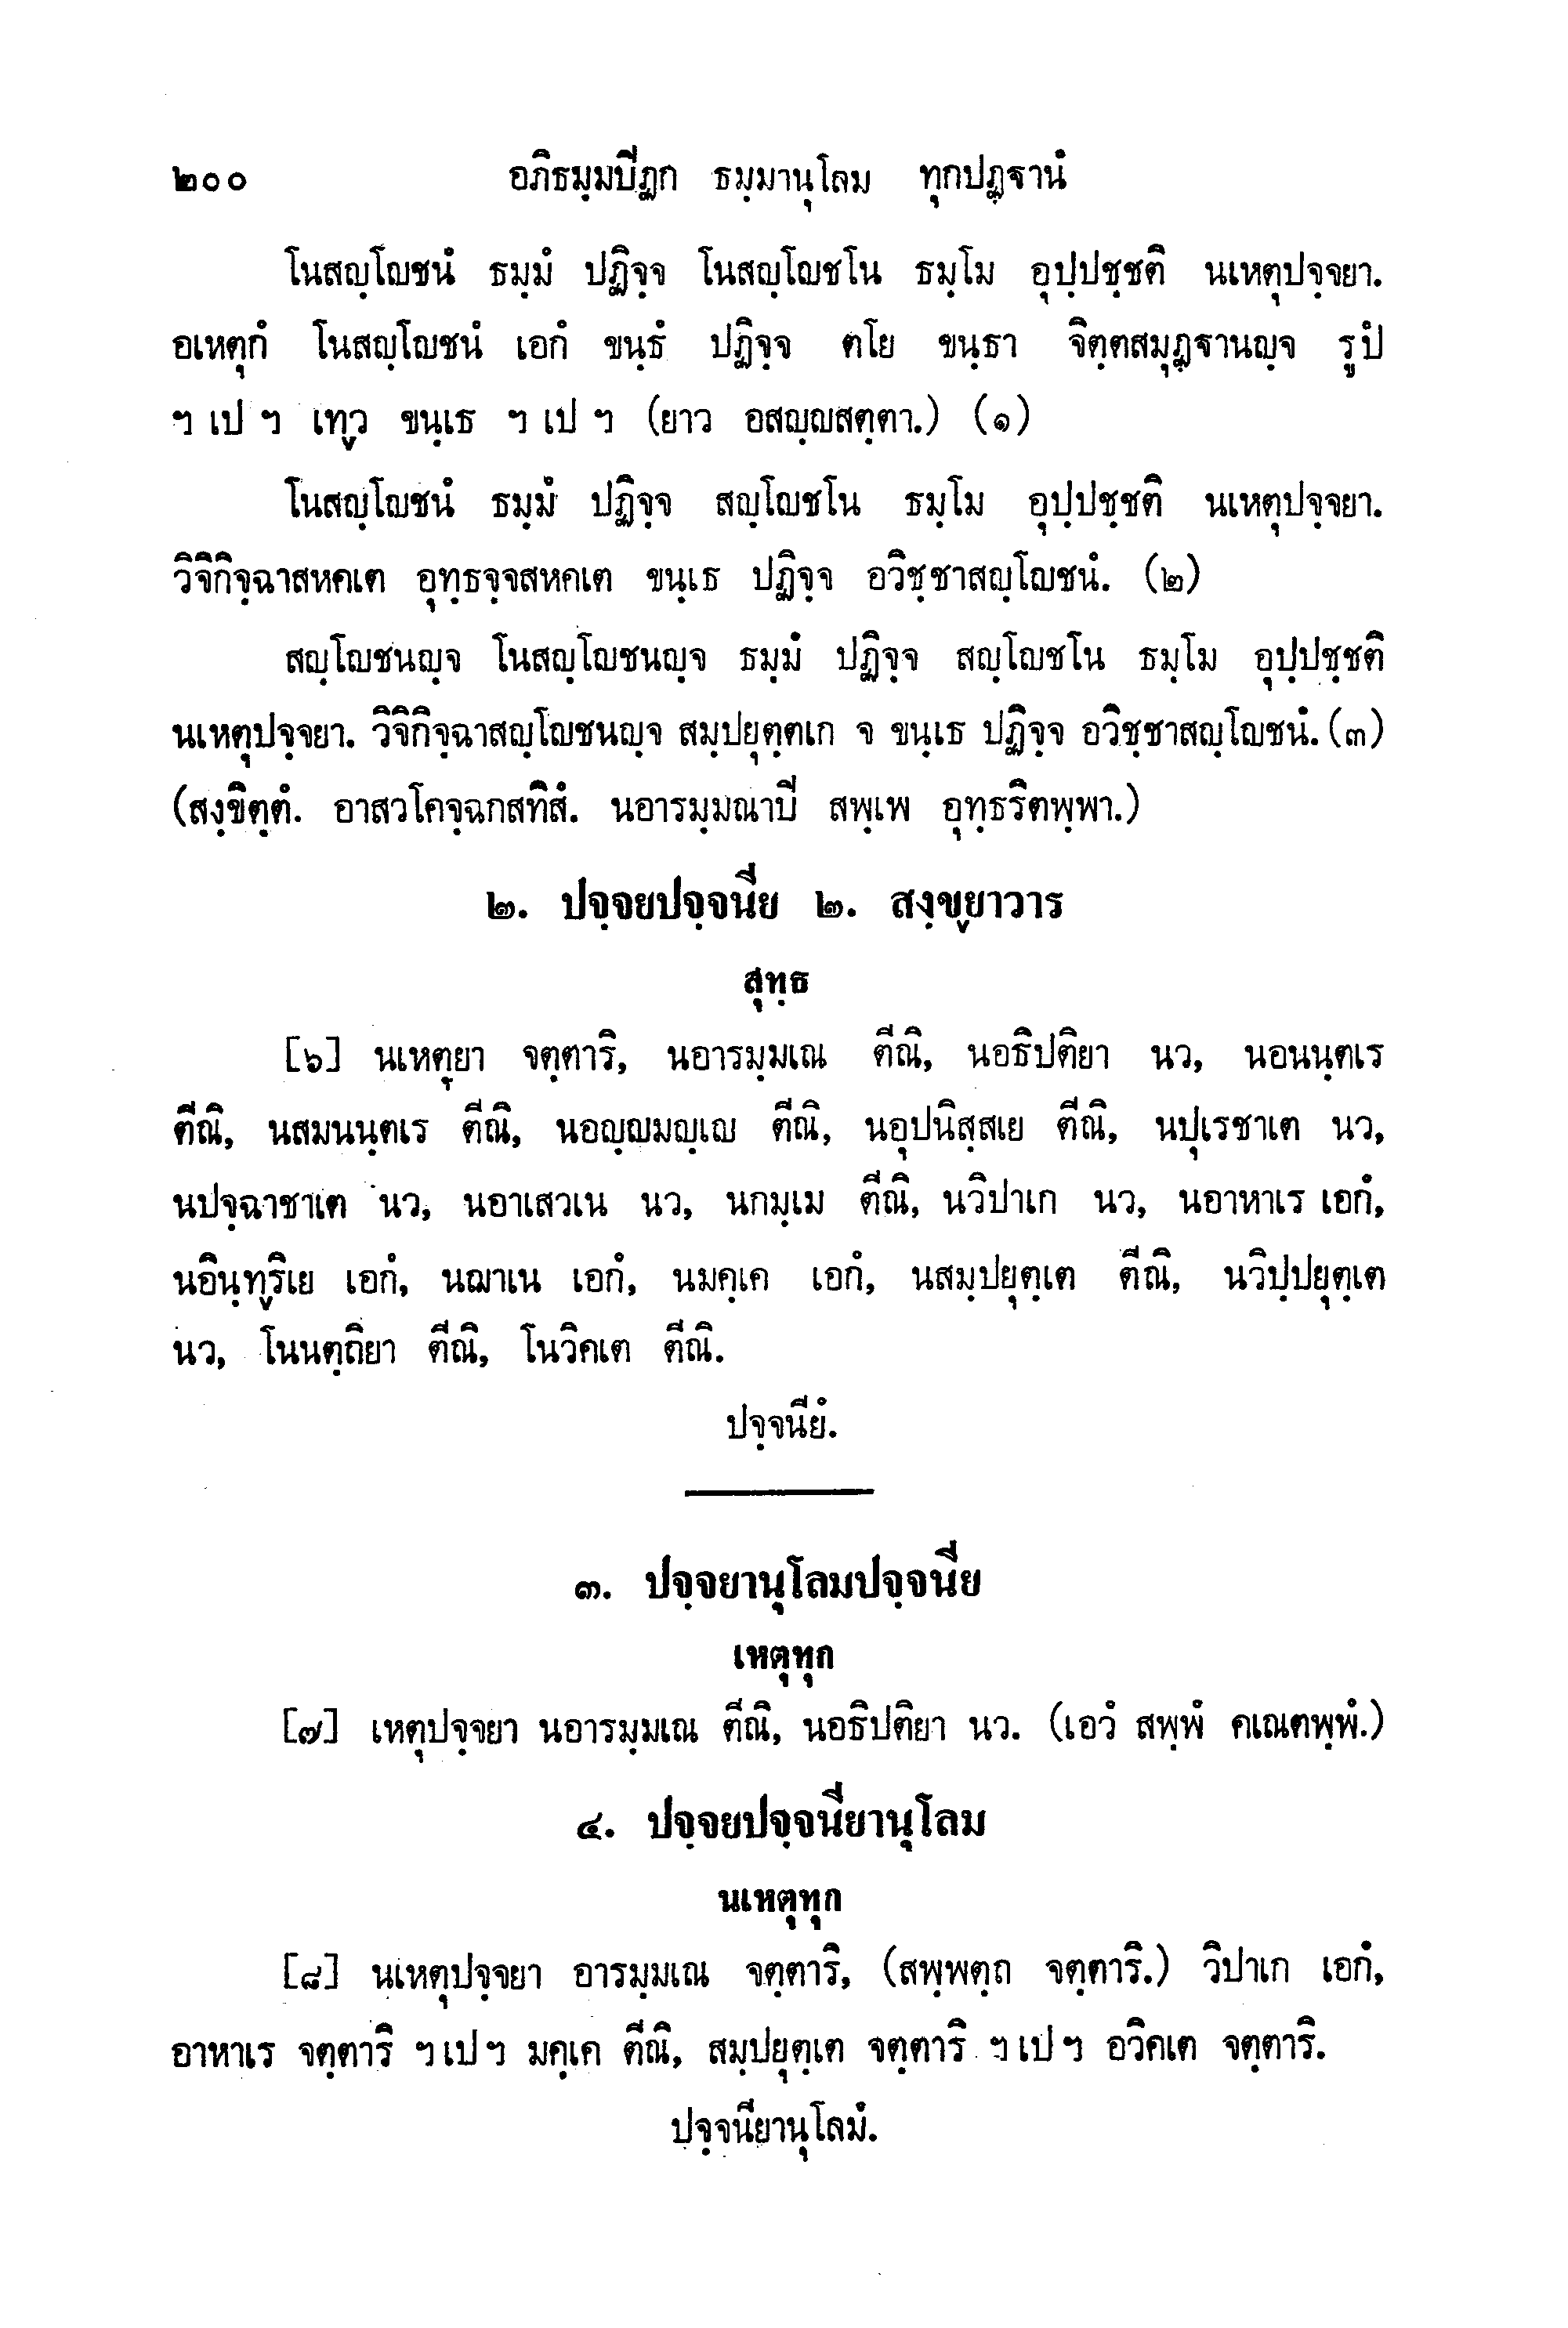 ๒๐๐ อภิธมฺมปีฏก ธมฺมานุโลม ทุกปฏฺฐานํ
โนสญฺโญชนํ ธมฺมํ ปฏิจฺจ โนสญฺโญชโน ธมฺโม อุปฺปชฺชติ นเหตุปจฺจยา.
อเหตุกํ โนสญฺโญชนํ เอกํ ขนฺธํ ปฏิจฺจ ตโย ขนฺธา จิตฺตสมุฏฺฐานญฺจ รูปํ
ฯ เป ฯ เทฺว ขนฺเธ ฯ เป ฯ (ยาว อสญฺญสตฺตา.) (๑)
โนสญฺโญชนํ ธมฺมํ ปฏิจฺจ สญฺโญชโน ธมฺโม อุปฺปชฺชติ นเหตุปจฺจยา.
วิจิกิจฺฉาสหคเต อุทฺธจฺจสหคเต ขนฺเธ ปฏิจฺจ อวิชฺชาสญฺโญชนํ. (๒)
สญฺโญชนญฺจ โนสญฺโญชนญฺจ ธมฺมํ ปฏิจฺจ สญฺโญชโน ธมฺโม อุปฺปชฺชติ
นเหตุปจฺจยา. วิจิกิจฺฉาสญฺโญชนญฺจ สมฺปยุตฺตเก จ ขนฺเธ ปฏิจฺจ อวิชฺชาสญฺโญชนํ. (๓)
(สงฺขิตฺตํ. อาสวโคจฺฉกสทิสํ. นอารมฺมณาปี สพฺเพ อุทฺธริตพฺพา.)
๒. ปจฺจยปจฺจนีย ๒. สงฺขฺยาวาร
สุทฺธ
[๖] นเหตุยา จตฺตาริ, นอารมฺมเณ ตีณิ, นอธิปติยา นว, นอนนฺตเร
ตีณิ, นสมนนฺตเร ตีณิ, นอญฺญมญฺเญ ตีณิ, นอุปนิสฺสเย ตีณิ, นปุเรชาเต นว,
นปจฺฉาชาเต นว, นอาเสวเน นว, นกมฺเม ตีณิ, นวิปาเก นว, นอาหาเร เอกํ,
นอินฺทฺริเย เอกํ, นฌาเน เอกํ, นมคฺเค เอกํ, นสมฺปยุตฺเต ตีณิ, นวิปฺปยุตฺเต
นว, โนนตฺถิยา ตีณิ, โนวิคเต ตีณิ.
ปจฺจนียํ.
๓. ปจฺจยานุโลมปจฺจนีย
เหตุทุก
[๗] เหตุปจฺจยา นอารมฺมเณ ตีณิ, นอธิปติยา นว. (เอวํ สพฺพํ คเณตพฺพํ.)
๔. ปจฺจยปจฺจนียานุโลม
นเหตุทุก
[๘] นเหตุปจฺจยา อารมฺมเณ จตฺตาริ, (สพฺพตฺถ จตฺตาริ.) วิปาเก เอกํ,
อาหาเร จตฺตาริ ฯ เป ฯ มคฺเค ตีณิ, สมฺปยุตฺเต จตฺตาริ ฯ เป ฯ อวิคเต จตฺตาริ.
ปจฺจนียานุโลมํ.